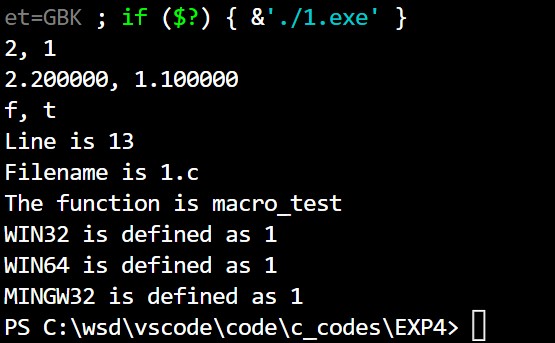 et=GBK ; if ($?) { &'./1.exe' }
2, 1
2.200000, 1.100000
f, t
Line is 13
Filename is 1.c
The function is macro_test
WIN32 is defined as 1
WIN64 is defined as 1
MINGW32 is defined as 1
PS C:\wsd\vscode\code\c_codes\EXP4>